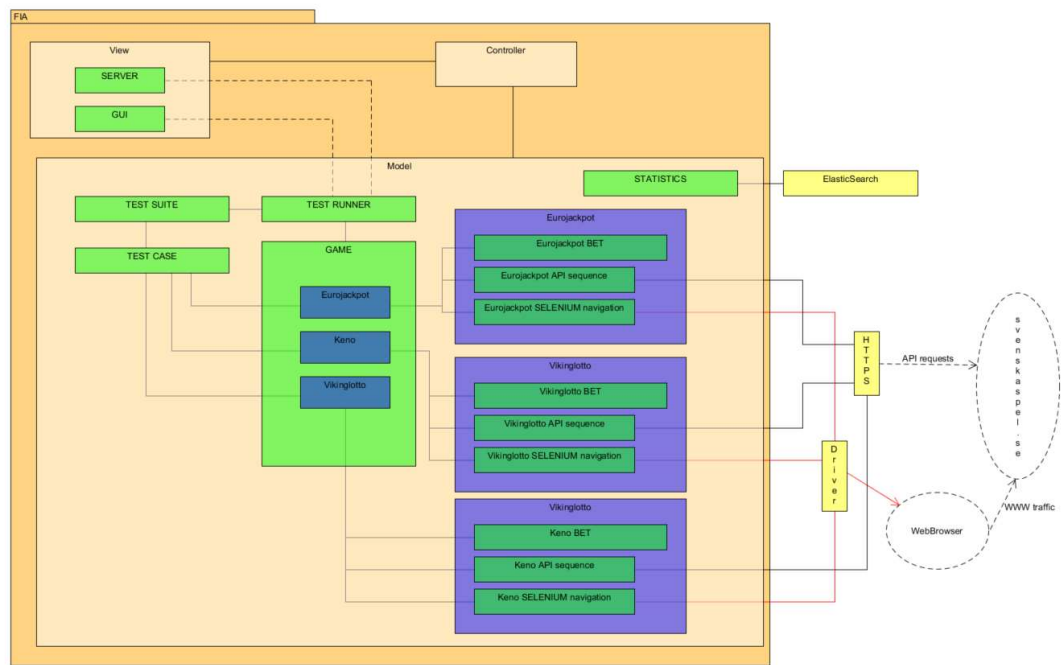 FIA
View
Controller
SERVER
GUI
Model
STATISTICS
ElasticSearch
TEST SUITE
TEST RUNNER
TEST CASE
GAME
Eurojackpot
Keno
Vikinglotto
Eurojackpot
Eurojackpot BET
Eurojackpot API sequence
Eurojackpot SELENIUM navigation
Vikinglotto
Vikinglotto BET
Vikinglotto API sequence
Vikinglotto SELENIUM navigation
Vikinglotto
Keno BET
Keno API sequence
Keno SELENIUM navigation
HTTPS
Driver
API requests
svenskaspel.se
WebBrowser
WWW traffic